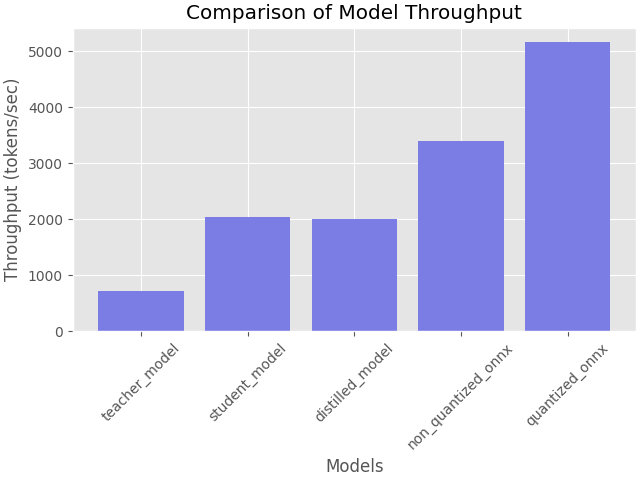 Comparison of Model Throughput
Throughput (tokens/sec)
5000
4000
3000
2000
1000
0
teacher_model
student_model
distilled_model
non_quantized_onnx
quantized_onnx
Models